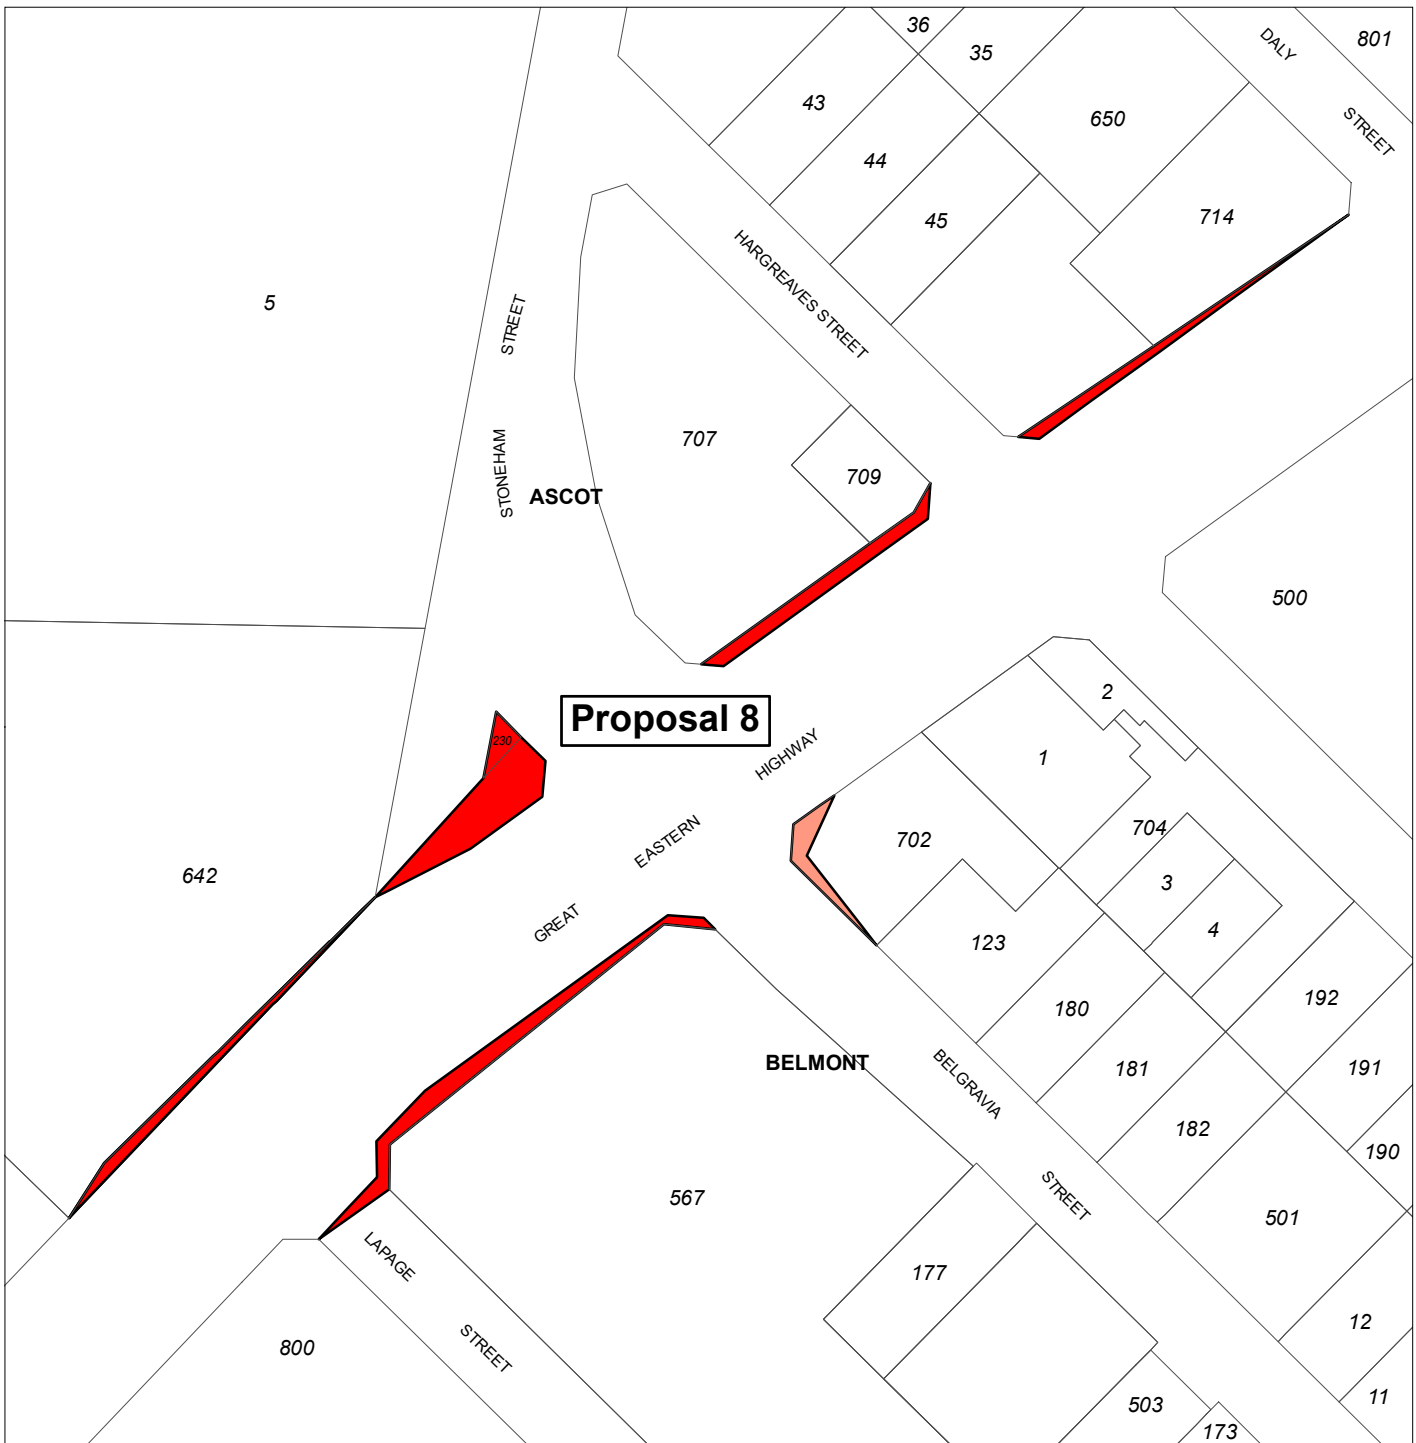 36
801
DALY
35
43
650
STREET
44
714
45
HARGREAVES STREET
5
STREET
707
STONEHAM
709
ASCOT
500
2
Proposal 8
230
HIGHWAY
1
EASTERN
702
704
642
3
GREAT
123
4
180
192
BELMONT
BELGRAVIA
181
191
182
190
567
STREET
501
LAPAGE
177
12
800
STREET
11
503
173